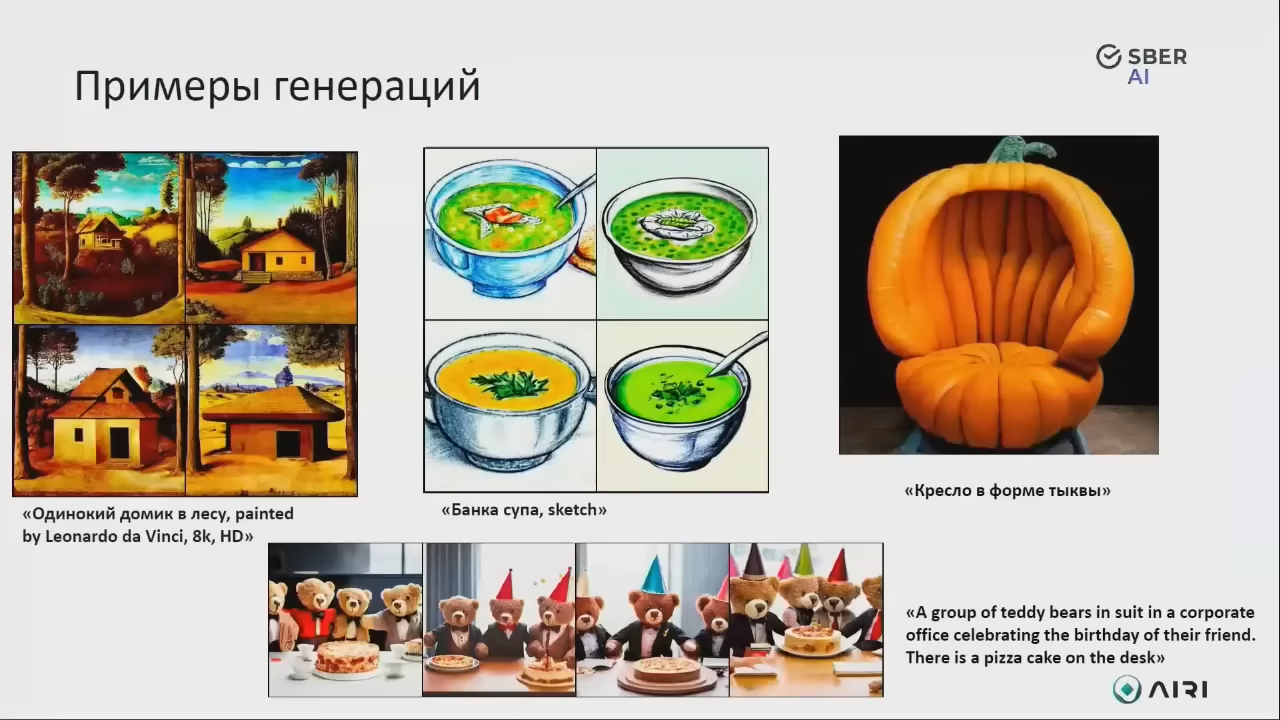 Примеры генераций
SBER
AI
«Одинокий домик в лесу, painted
by Leonardo da Vinci, 8k, HD»
«Банка супа, sketch»
«Кресло в форме тыквы»
«A group of teddy bears in suit in a corporate
office celebrating the birthday of their friend.
There is a pizza cake on the desk»
AIRI